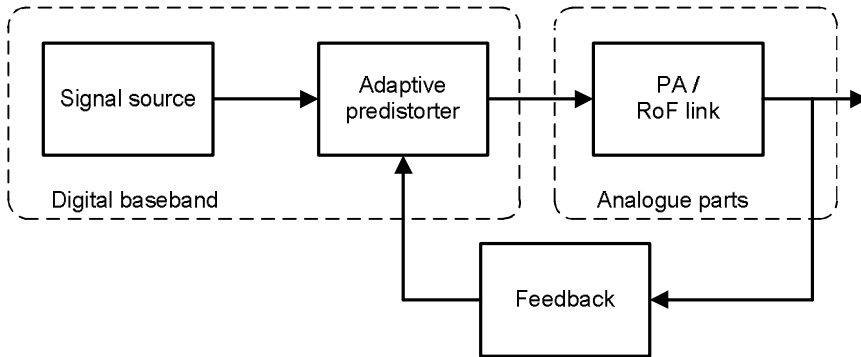 Signal source
Adaptive
predistorter
PA /
RoF link
Digital baseband
Analogue parts
Feedback